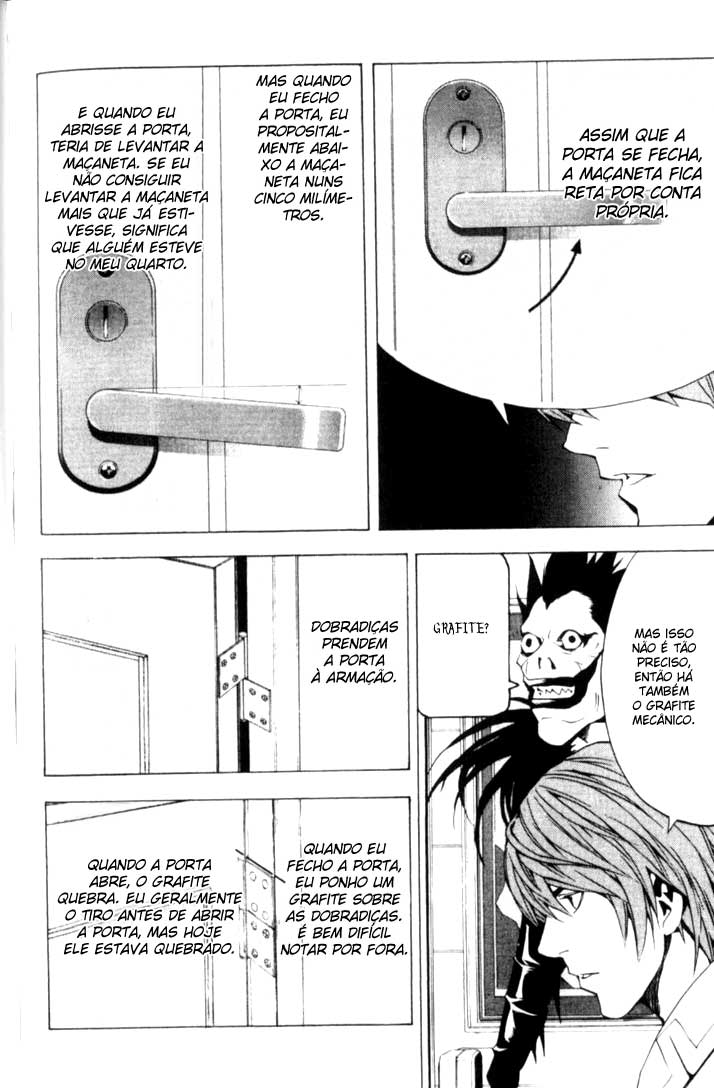 ASSIM QUE A
PORTA SE FECHA,
A MAÇANETA FICA
RETA POR CONTA
PRÓPRIA.
MAS QUANDO
EU FECHO
A PORTA, EU
PROPOSITAL-
MENTE ABAI-
XO A MAÇA-
NETA NUNS
CINCO MILÍME-
TROS.
E QUANDO EU
ABRISSE A PORTA,
TERIA DE LEVANTAR A
MAÇANETA. SE EU
NÃO CONSIGUIR
LEVANTAR A MAÇANETA
MAIS QUE JÁ ESTI-
VESSE, SIGNIFICA
QUE ALGUÉM ESTEVE
NO MEU QUARTO.
MAS ISSO
NÃO É TÃO
PRECISO,
ENTÃO HÁ
TAMBÉM
O GRAFITE
MECÂNICO.
GRAFITE?
DOBRADIÇAS
PRENDEM
A PORTA
À ARMAÇÃO.
QUANDO EU
FECHO A PORTA,
EU PONHO UM
GRAFITE SOBRE
AS DOBRADIÇAS.
É BEM DIFÍCIL
NOTAR POR FORA.
QUANDO A PORTA
ABRE, O GRAFITE
QUEBRA. EU GERALMENTE
O TIRO ANTES DE ABRIR
A PORTA, MAS HOJE
ELE ESTAVA QUEBRADO.